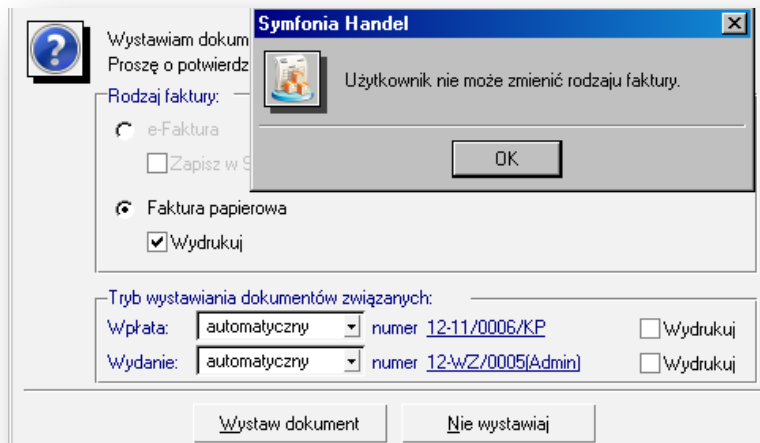 Symfonia Handel
Użytkownik nie może zmienić rodzaju faktury.
OK
Wystawiam
Proszę o
Rodzaj faktury:
e-Faktura
Zapisz w
Faktura papierowa
Wydrukuj
Tryb wystawiania dokumentów związanych:
Wpłata: automatyczny numer 12-11/0006/KP Wydrukuj
Wydanie: automatyczny numer 12-WZ/0005(Admin) Wydrukuj
Wystaw dokument Nie wystawiaj